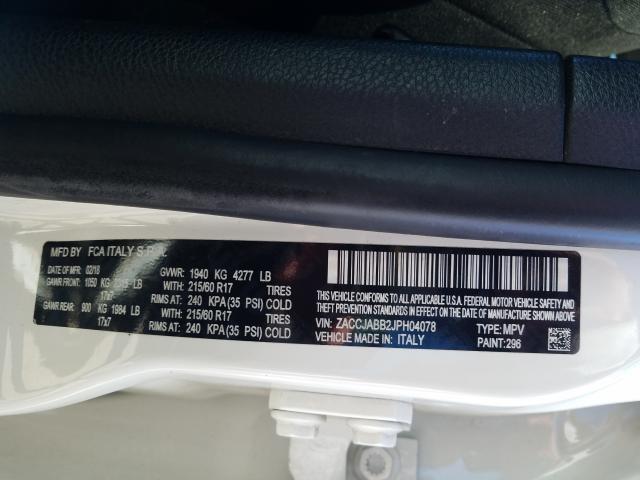 MFD BY FCA ITALY S.P.A.
DATE OF MFR: 02/18 GVWR: 1940 KG 4277 LB
GAWR FRONT: 1050 KG 2315 LB WITH: 215/60 R17 TIRES
17x7 RIMS AT: 240 KPA(35 PSI) COLD
GAWR REAR: 900 KG 1984 LB WITH: 215/60 R17 TIRES
17x7 RIMS AT: 240 KPA(35 PSI) COLD
THIS VEHICLE CONFORMS TO ALL APPLICABLE U.S.A. FEDERAL MOTOR VEHICLE SAFETY
BUMPER AND THEFT PREVENTION STANDARDS IN EFFECT ON THE DATE OF MANUFACTURE SHOWN ABOVE
VIN: ZACCJABB2JPH04078 TYPE: MPV
VEHICLE MADE IN: ITALY PAINT: 296